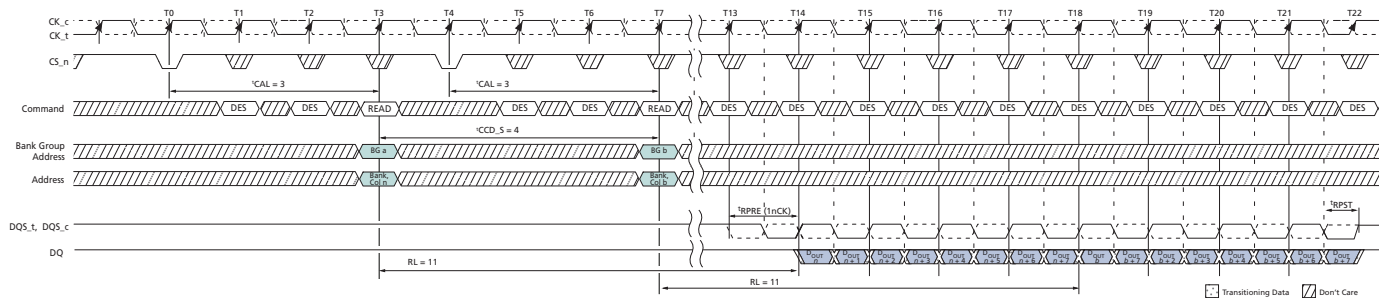 CK_c
CK_t
T0 T1 T2 T3 T4 T5 T6 T7 T13 T14 T15 T16 T17 T18 T19 T20 T21 T22
CS_n
tCAL = 3 tCAL = 3
Command DES DES READ DES DES READ DES DES DES DES DES DES DES DES DES DES
tCCD_S = 4
Bank Group
Address
BG a BG b
Address
Bank, Bank,
Col n Col b
tRPRE (1nCK) tRPST
DQS_t, DQS_c
DQ
DOUT DOUT DOUT DOUT DOUT DOUT DOUT DOUT DOUT DOUT DOUT DOUT DOUT DOUT DOUT DOUT
n n + 1 n + 2 n + 3 n + 4 n + 5 n + 6 n + 7 b b + 2 b + 3 b + 4 b + 5 b + 6 b + 7
RL = 11
RL = 11
Transitioning Data Don't Care